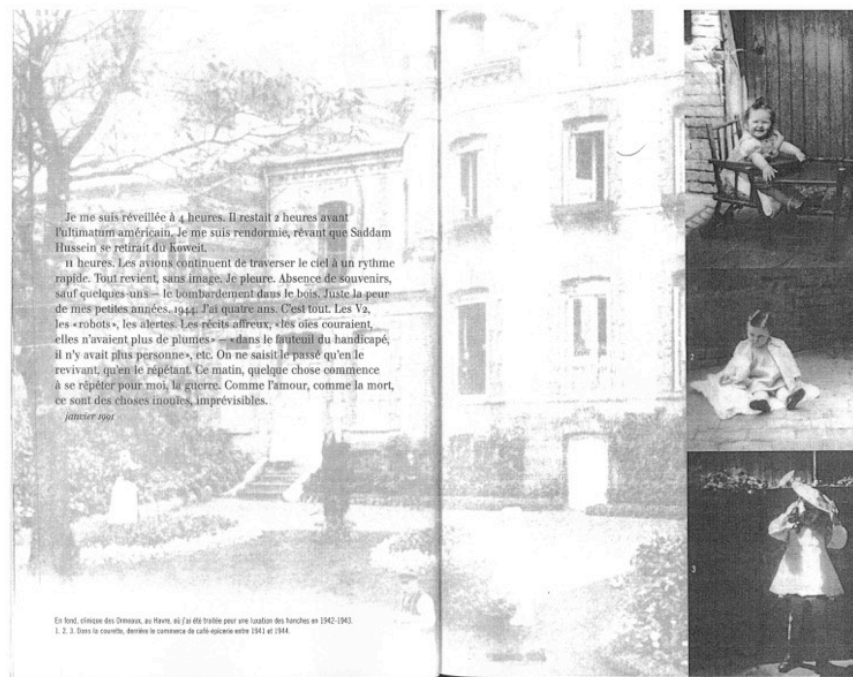 Je me suis réveillée à 4 heures. Il restait 2 heures avant
l'ultimatum américain. Je me suis rendormie, rêvant que Saddam
Hussein se retirait du Koweit.
11 heures. Les avions continuent de traverser le ciel à un rythme
rapide. Tout revient, sans image. Je pleure. Absence de souvenirs,
sauf quelques-uns — le bombardement dans le bois. Juste la peur
de mes petites années. 1944. J'ai quatre ans. C'est tout. Les V2,
les «robots», les alertes. Les récits affreux, «les oies couraient,
elles n'avaient plus de plumes» — «dans le fauteuil du handicapé,
il n'y avait plus personne», etc. On ne saisit le passé qu'en le
revivant, qu'en le répétant. Ce matin, quelque chose commence
à se répéter pour moi, la guerre. Comme l'amour, comme la mort,
ce sont des choses inouïes, imprévisibles.
janvier 1991
En fond, clinique des Ormeaux, au Havre, où j'ai été traitée pour une luxation des hanches en 1942-1943.
1. 2. 3. Dans la courette, derrière le commerce de café-épicerie entre 1941 et 1944.
2
3